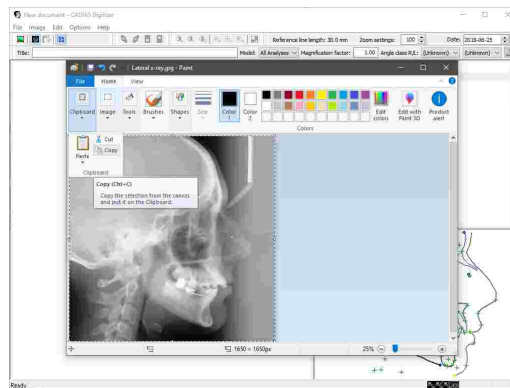 New document - GADIAS Digitizer
File Image Edit Options Help
Reference line length: 30.0 mm Zoom settings: 100 Date: 2018-06-25
Title: Model: All Analyses Magnification factor: 1.00 Angle class R/L: (Unknown) (Unknown)
Lateral x-ray.jpg - Paint
File Home View
Clipboard Image Tools Brushes Shapes Size Color 1 Color 2 Edit colors Edit with Paint 3D Product alert
Colors
Paste Cut
Copy
Clipboard
Copy (Ctrl+C)
Copy the selection from the canvas and put it on the Clipboard.
1650 × 1650px 25%
Ready